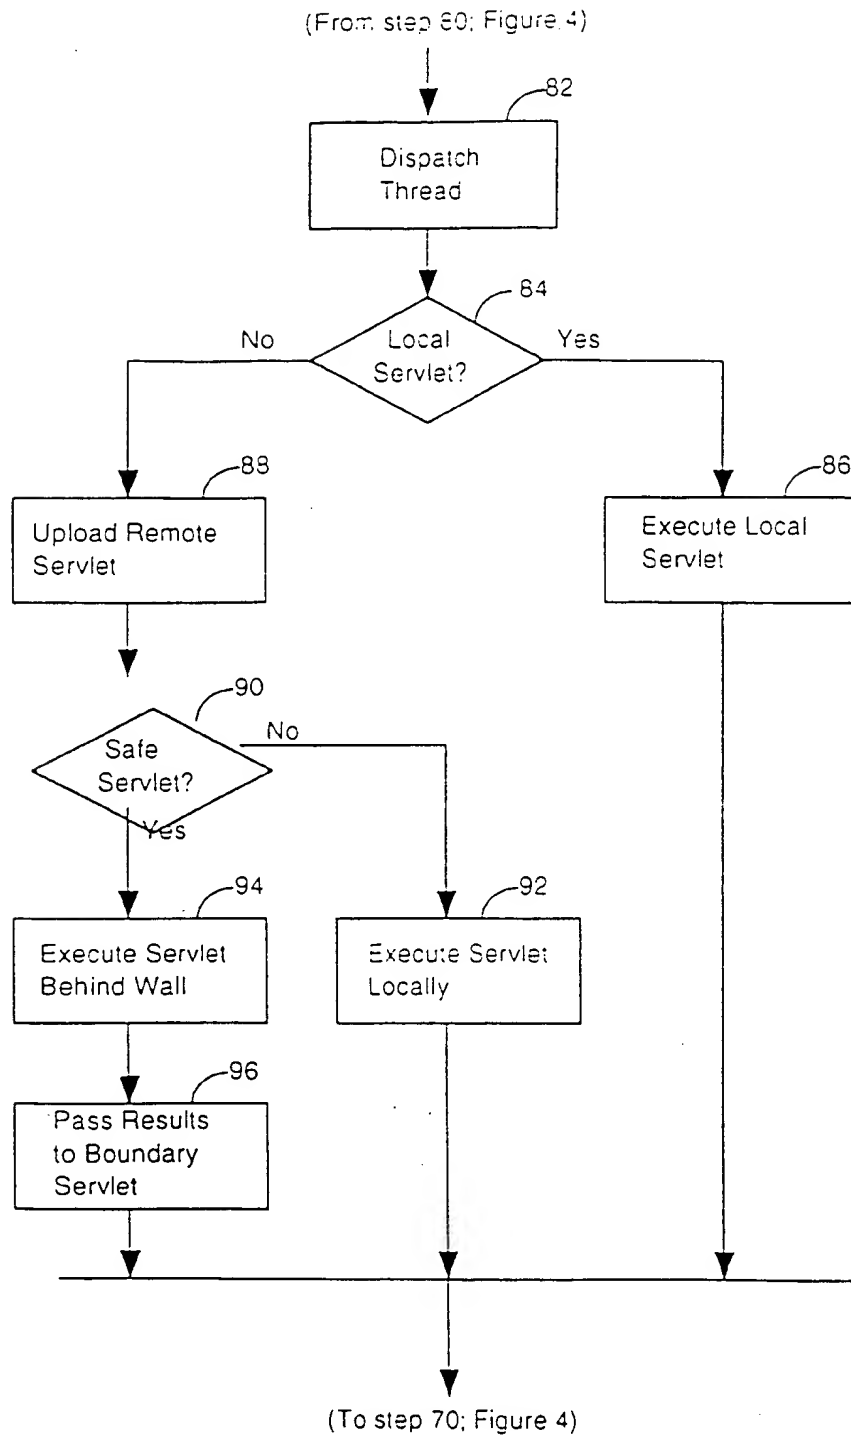 (From step 80; Figure 4)
82
Dispatch
Thread
84
No
Local
Servlet?
Yes
88
Upload Remote
Servlet
86
Execute Local
Servlet
90
Safe
Servlet?
No
Yes
94
Execute Servlet
Behind Wall
92
Execute Servlet
Locally
96
Pass Results
to Boundary
Servlet
(To step 70; Figure 4)